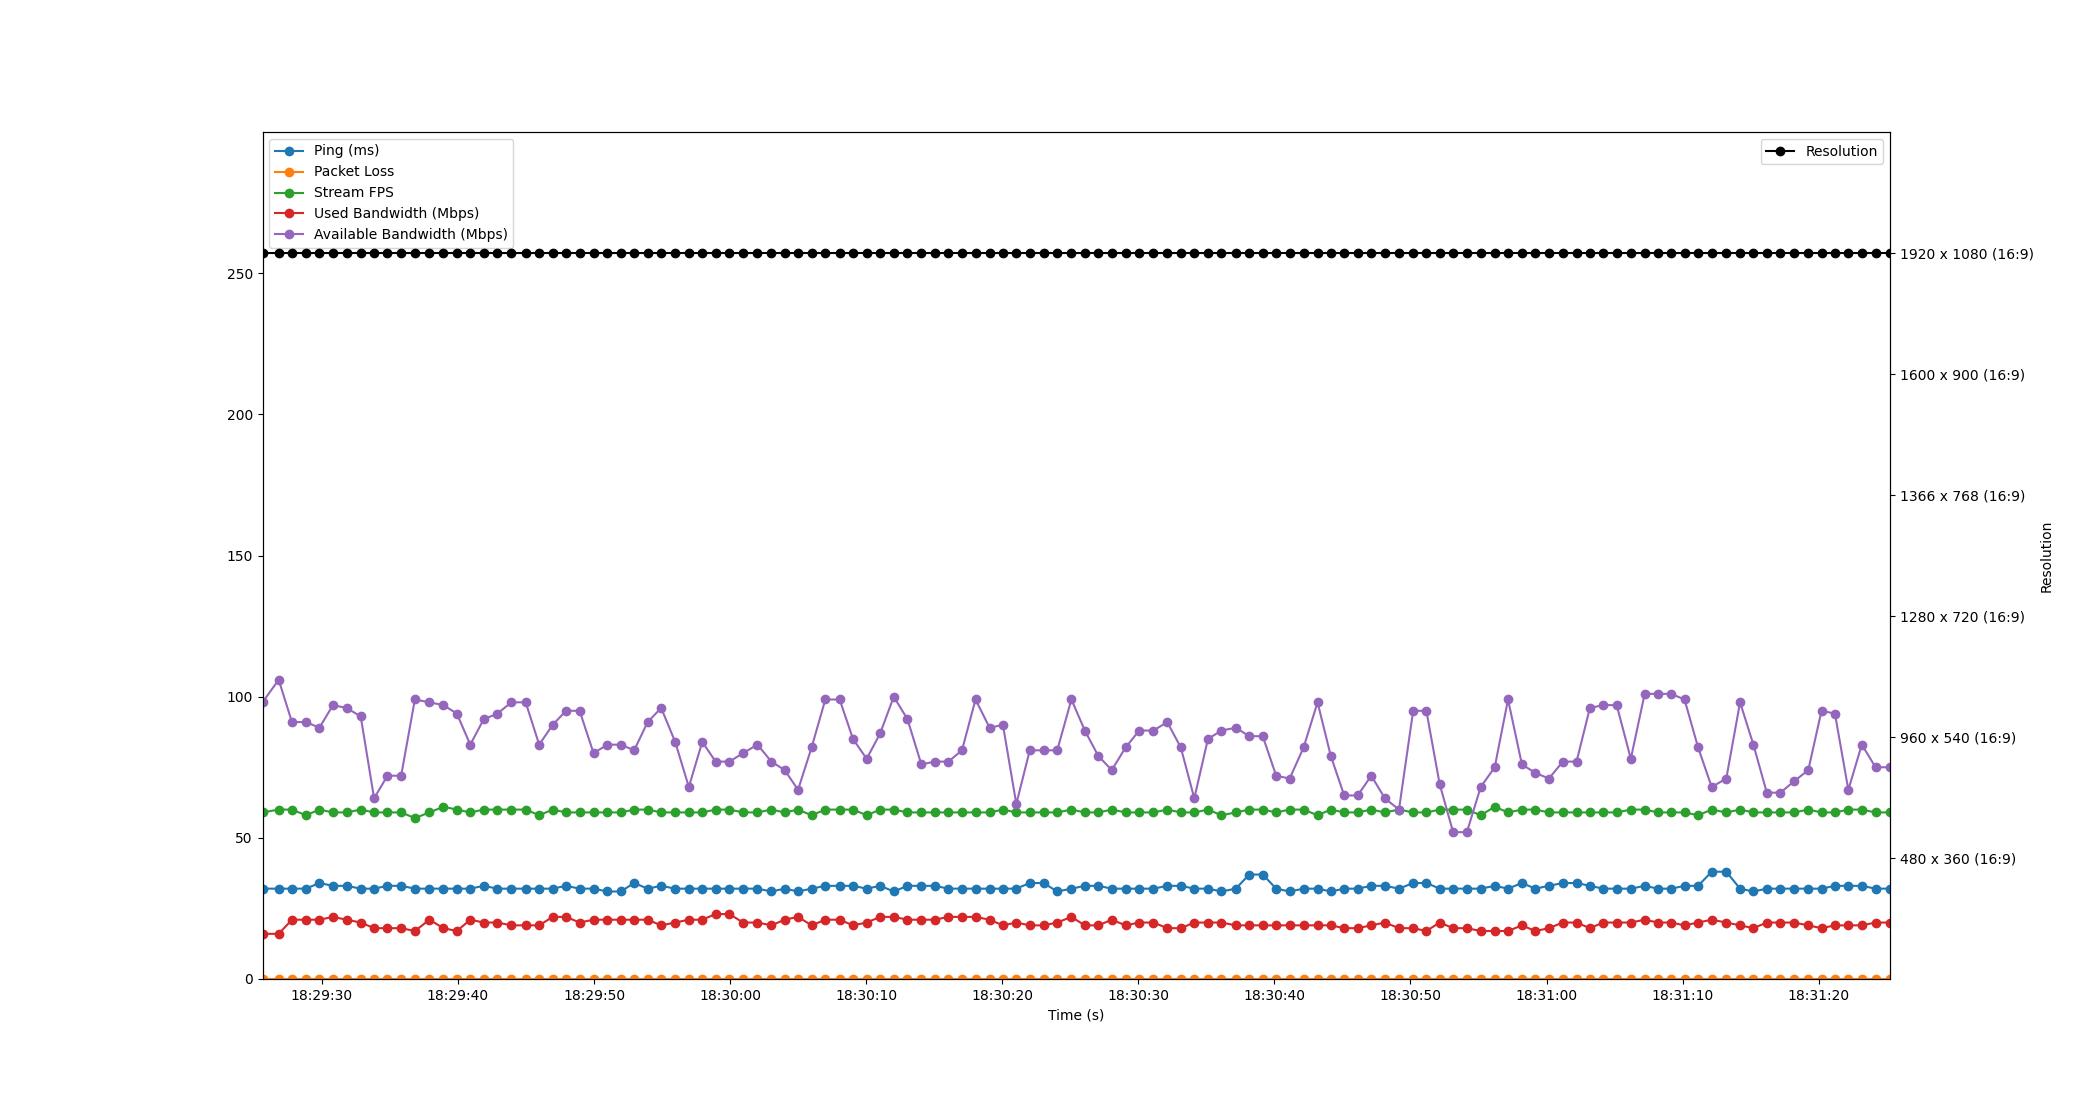 Ping (ms)
Packet Loss
Stream FPS
Used Bandwidth (Mbps)
Available Bandwidth (Mbps)
Resolution
250
200
150
100
50
0
1920 x 1080 (16:9)
1600 x 900 (16:9)
1366 x 768 (16:9)
1280 x 720 (16:9)
960 x 540 (16:9)
480 x 360 (16:9)
Resolution
18:29:30 18:29:40 18:29:50 18:30:00 18:30:10 18:30:20 18:30:30 18:30:40 18:30:50 18:31:00 18:31:10 18:31:20
Time (s)